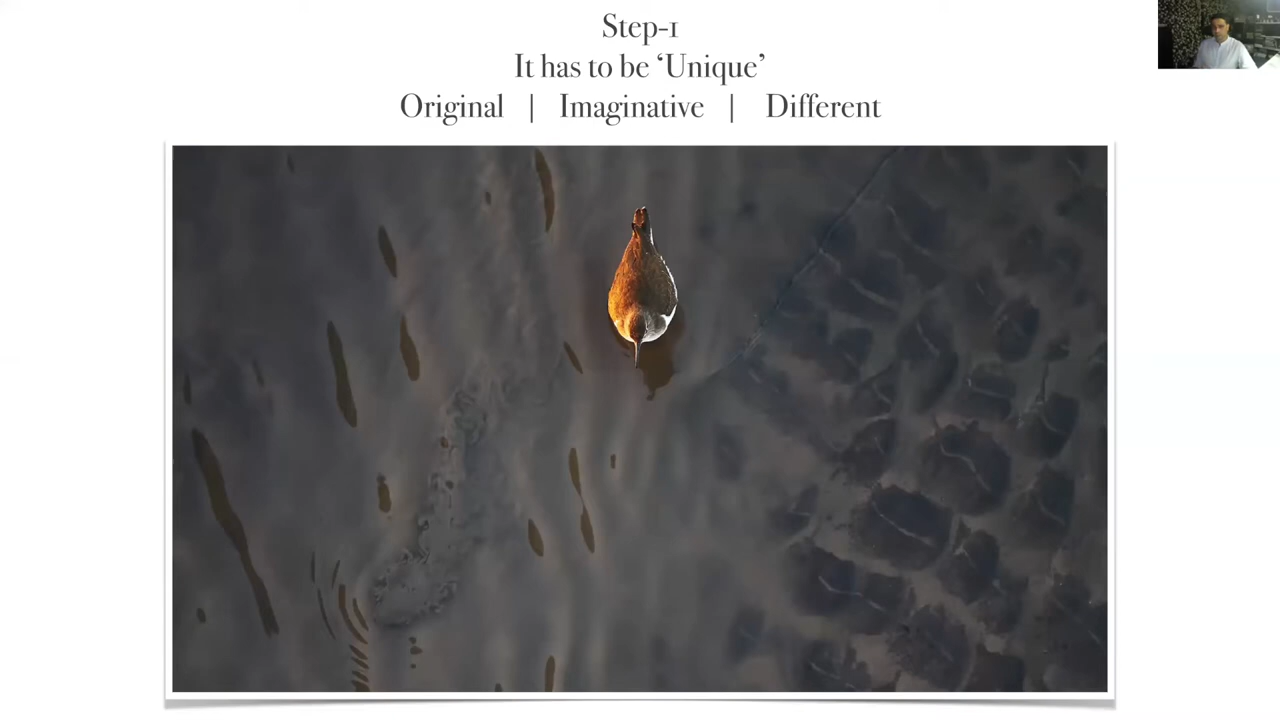 Step-1
It has to be ‘Unique’
Original | Imaginative | Different